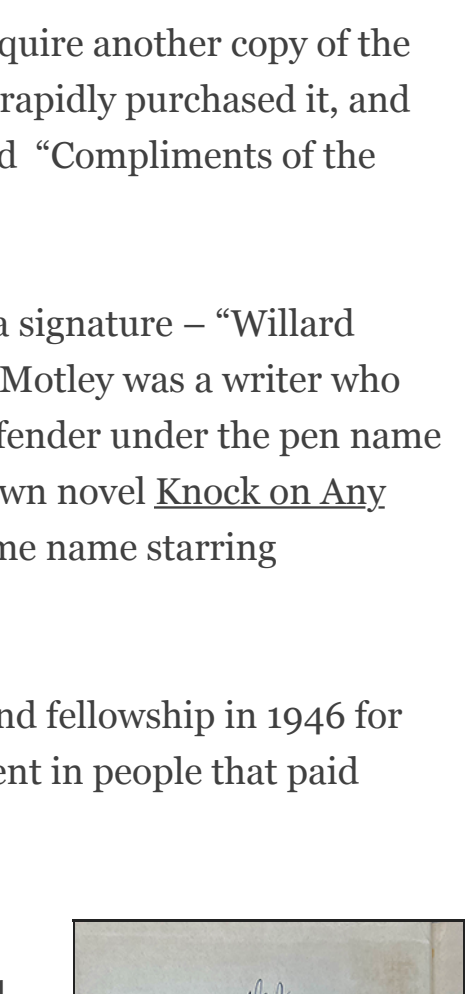 quire another copy of the
rapidly purchased it, and
d “Compliments of the
a signature – “Willard
Motley was a writer who
fender under the pen name
wn novel Knock on Any
me name starring
nd fellowship in 1946 for
ent in people that paid